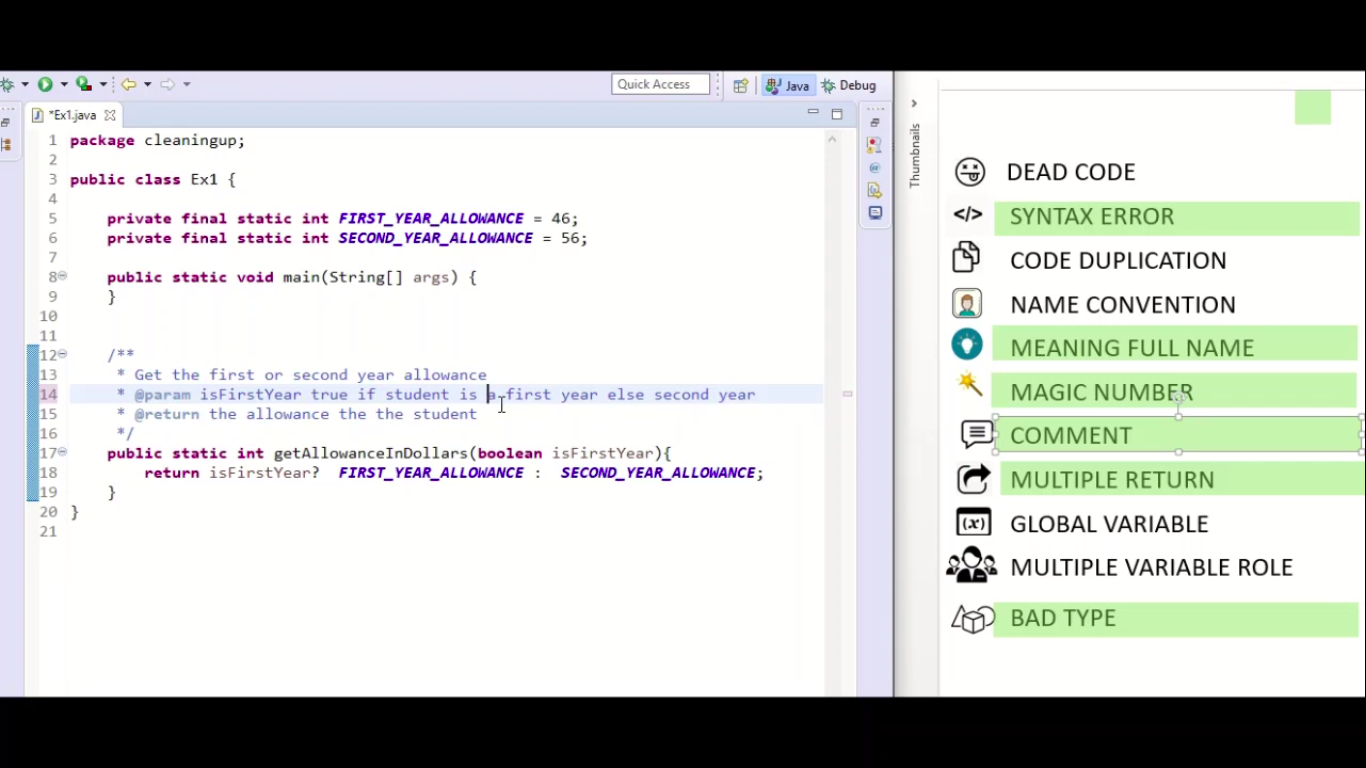 Quick Access
Java
Debug
*Ex1.java
1 package cleaningup;
2
3 public class Ex1 {
4
5 private final static int FIRST_YEAR_ALLOWANCE = 46;
6 private final static int SECOND_YEAR_ALLOWANCE = 56;
7
8 public static void main(String[] args) {
9 }
10
11
12 /**
13 * Get the first or second year allowance
14 * @param isFirstYear true if student is a first year else second year
15 * @return the allowance the the student
16 */
17 public static int getAllowanceInDollars(boolean isFirstYear){
18 return isFirstYear? FIRST_YEAR_ALLOWANCE : SECOND_YEAR_ALLOWANCE;
19 }
20 }
21
Thumbnails
DEAD CODE
</> SYNTAX ERROR
CODE DUPLICATION
NAME CONVENTION
MEANING FULL NAME
MAGIC NUMBER
COMMENT
MULTIPLE RETURN
(x) GLOBAL VARIABLE
MULTIPLE VARIABLE ROLE
BAD TYPE